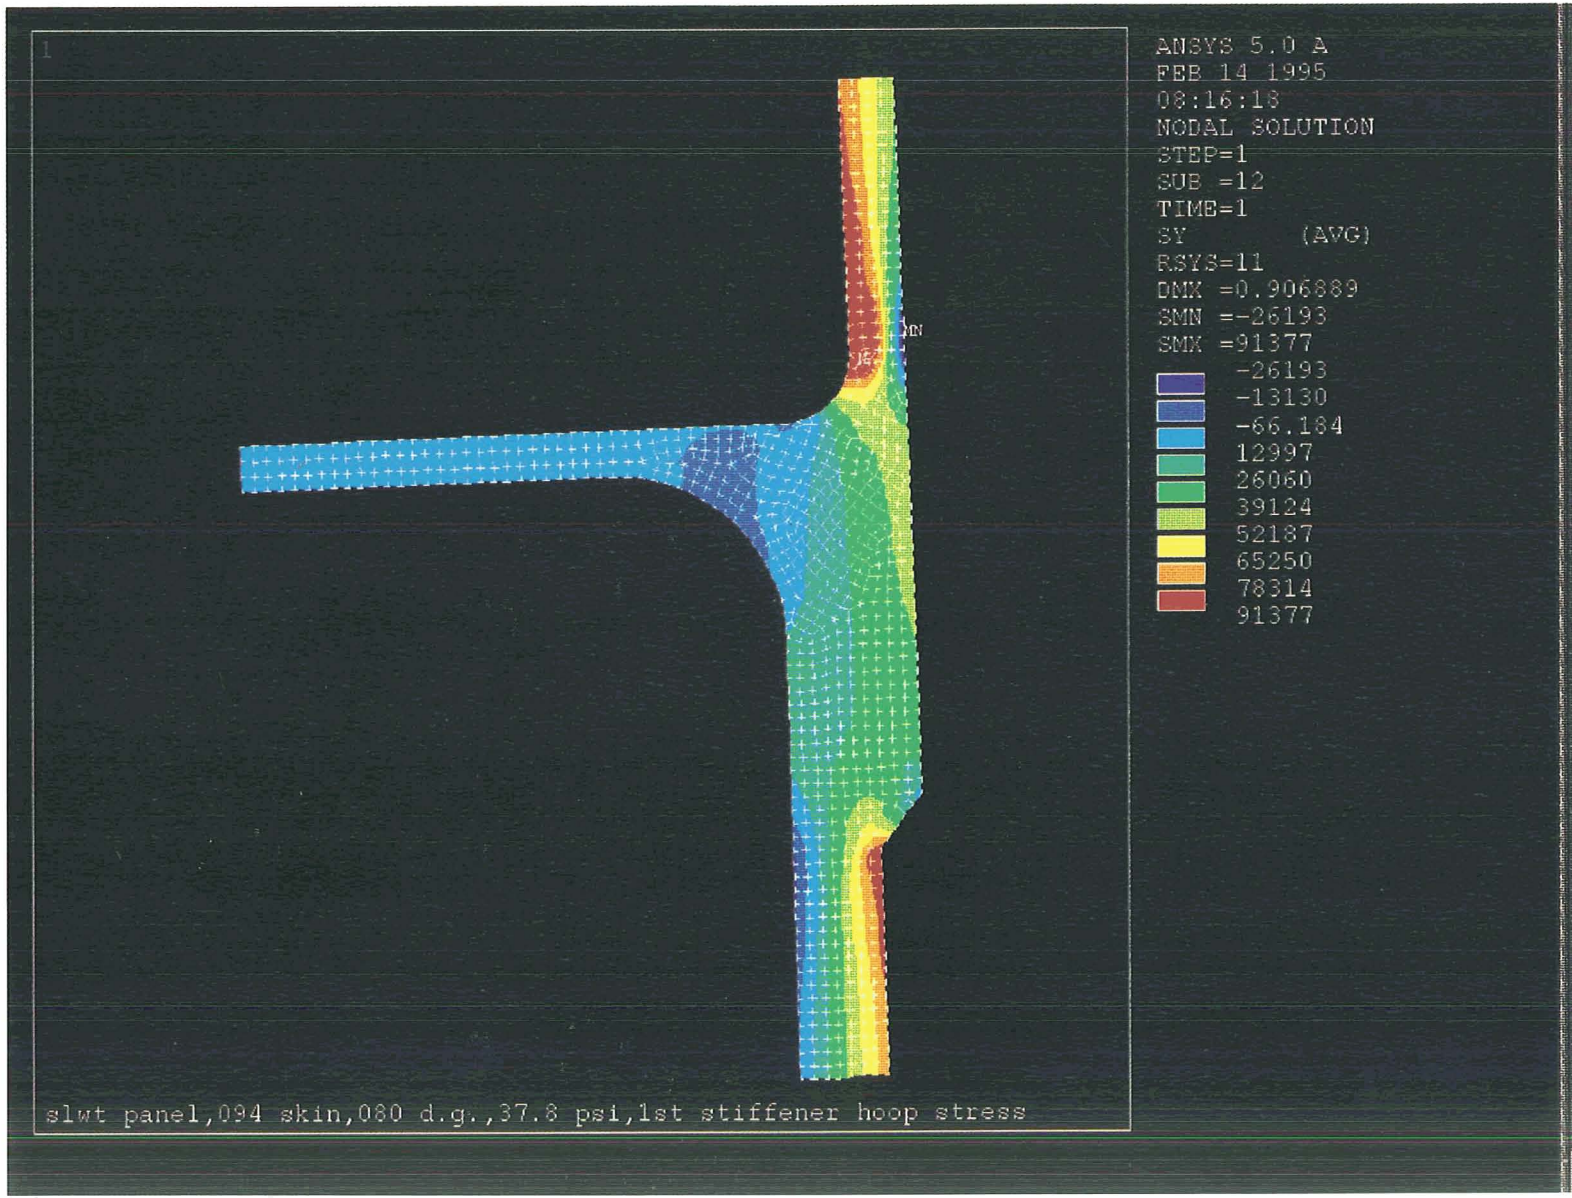 1
ANSYS 5.0 A
FEB 14 1995
08:16:18
NODAL SOLUTION
STEP=1
SUB =12
TIME=1
SY (AVG)
RSYS=11
DMX =0.906889
SMN =-26193
SMX =91377
-26193
-13130
-66.184
12997
26060
39124
52187
65250
78314
91377
MN
slwt panel,094 skin,080 d.g.,37.8 psi,1st stiffener hoop stress